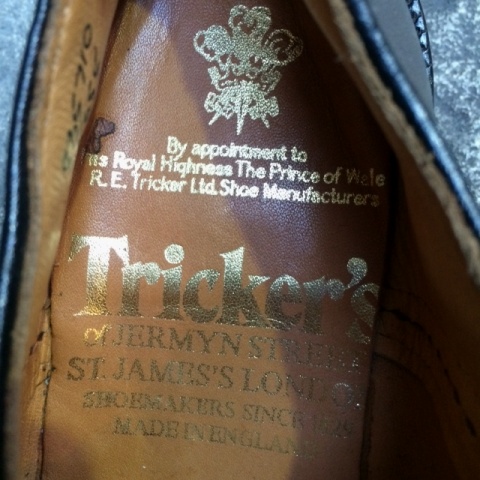 By appointment to
His Royal Highness The Prince of Wale
R.E. Tricker Ltd. Shoe Manufacturers
Tricker's
of JERMYN STREET
ST. JAMES'S LONDON
SHOEMAKERS SINCE
MADE IN ENGLAND